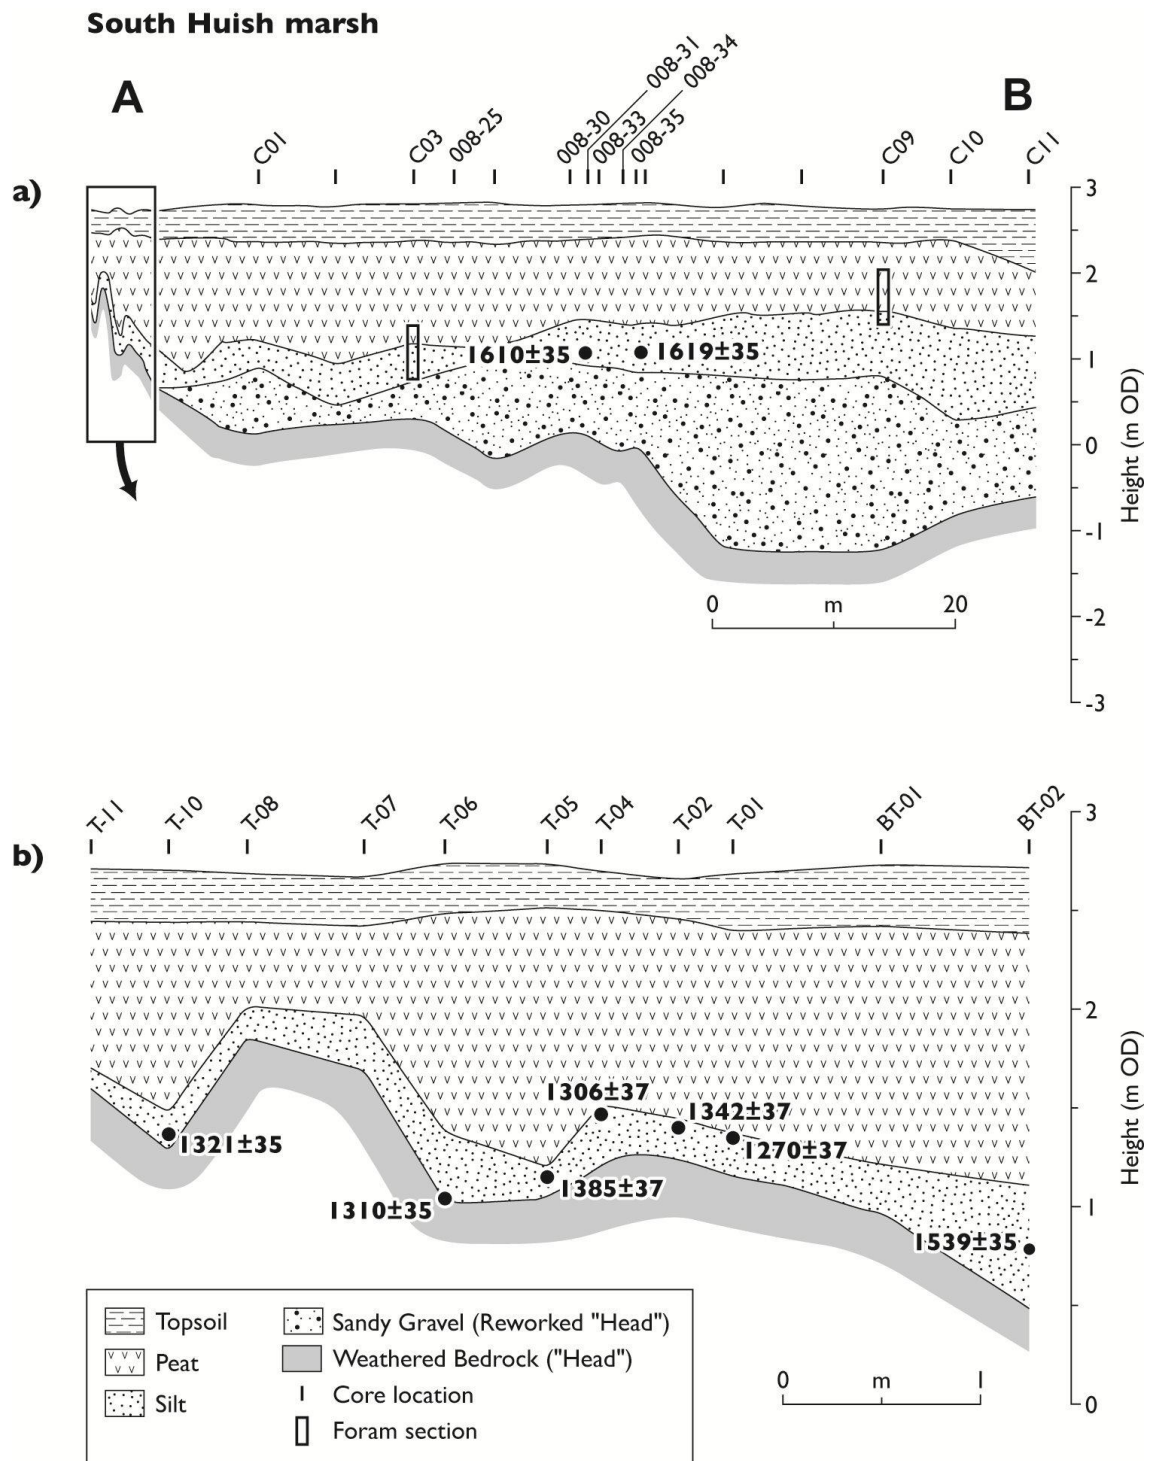 South Huish marsh
A
B
a)
C01
C03
008-25
008-30
008-31
008-33
008-34
008-35
C09
C10
C11
3
2
1
0
-1
-2
-3
Height (m OD)
1610±35
1619±35
0 m 20
b)
T-11
T-10
T-08
T-07
T-06
T-05
T-04
T-02
T-01
BT-01
BT-02
3
2
1
0
Height (m OD)
1306±37
1342±37
1321±35
1270±37
1385±37
1310±35
1539±35
0 m 1
Topsoil
Peat
Silt
Sandy Gravel (Reworked "Head")
Weathered Bedrock ("Head")
Core location
Foram section